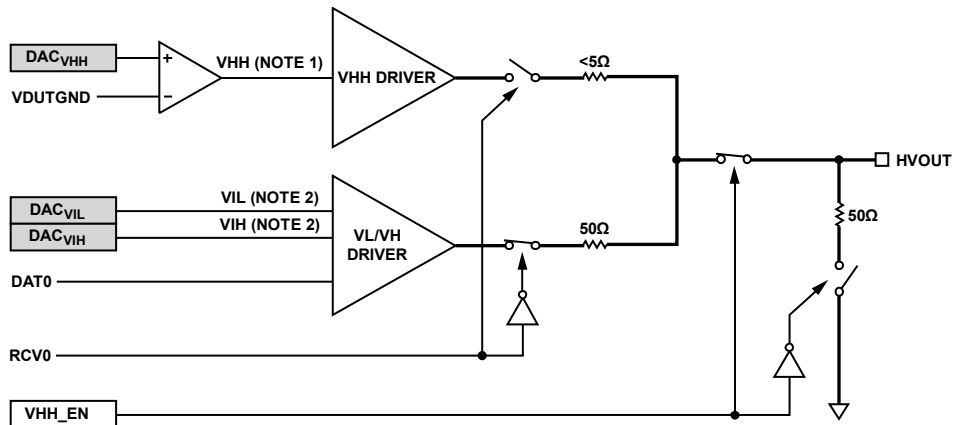 DACVHH
VDUTGND
+
−
VHH (NOTE 1)
VHH DRIVER
<5Ω
HVOUT
50Ω
DACVIL
DACVIH
VIL (NOTE 2)
VIH (NOTE 2)
VL/VH
DRIVER
50Ω
DAT0
RCV0
VHH_EN